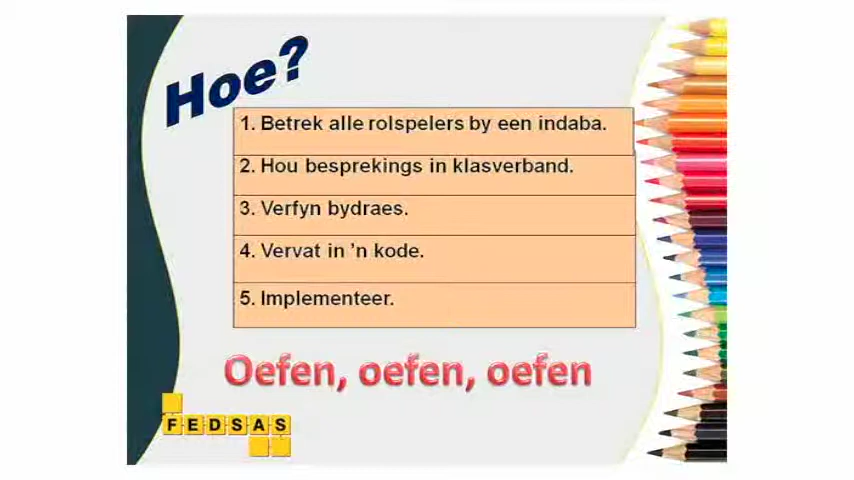 Hoe?
1. Betrek alle rolspelers by een indaba.
2. Hou besprekings in klasverband.
3. Verfyn bydraes.
4. Vervat in ’n kode.
5. Implementeer.
Oefen, oefen, oefen
FEDSAS